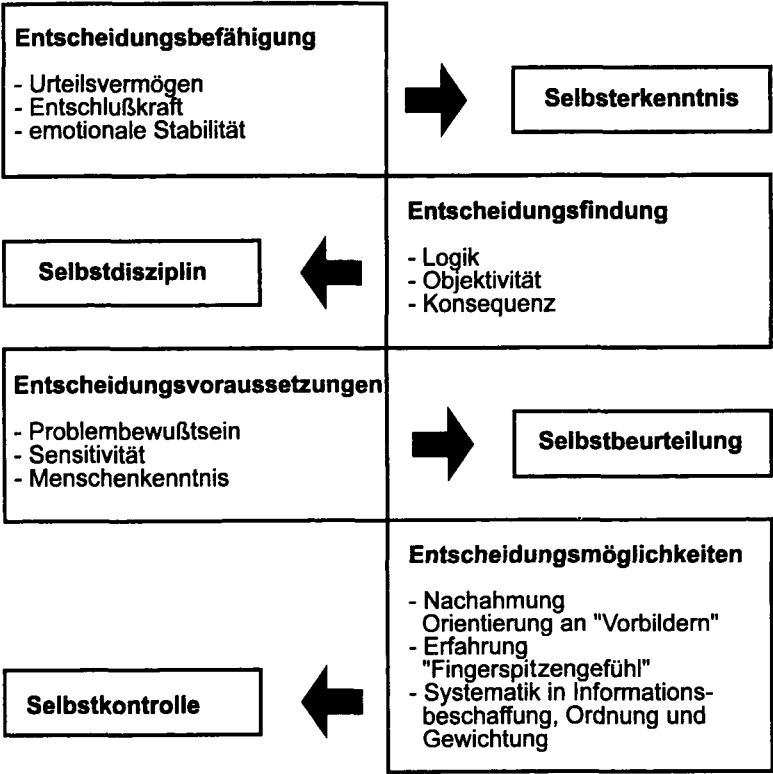 Entscheidungsbefähigung
- Urteilsvermögen
- Entschlußkraft
- emotionale Stabilität
Selbsterkenntnis
Entscheidungsfindung
- Logik
- Objektivität
- Konsequenz
Selbstdisziplin
Entscheidungsvoraussetzungen
- Problembewußtsein
- Sensitivität
- Menschenkenntnis
Selbstbeurteilung
Entscheidungsmöglichkeiten
- Nachahmung
Orientierung an "Vorbildern"
- Erfahrung
"Fingerspitzengefühl"
- Systematik in Informations-
beschaffung, Ordnung und
Gewichtung
Selbstkontrolle